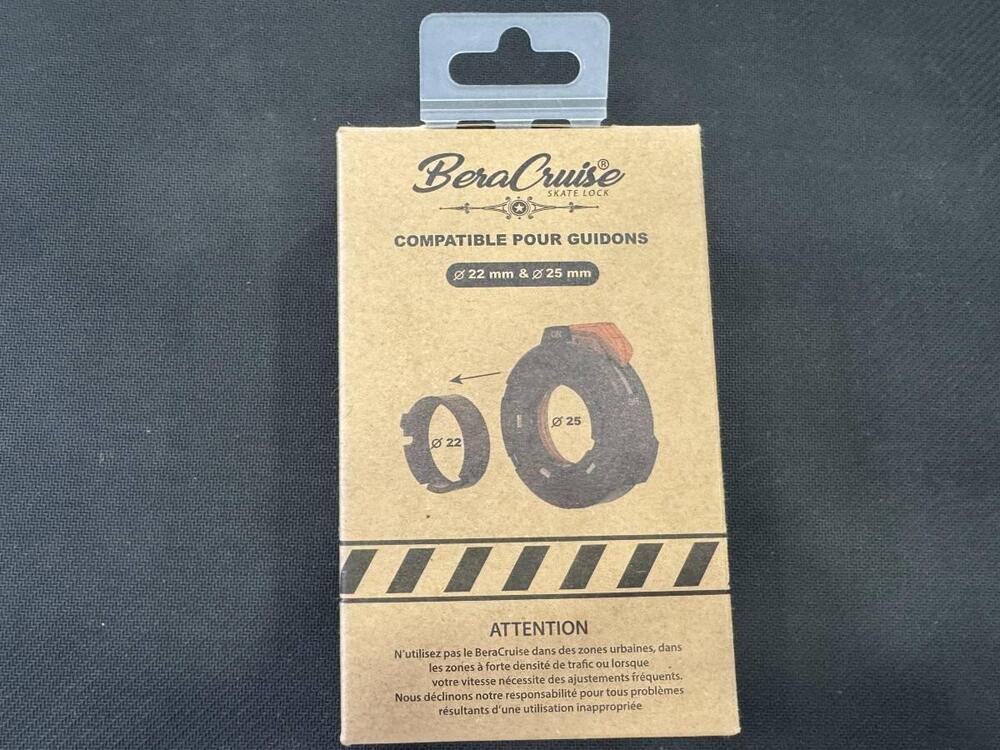 BeraCruise®
SKATE LOCK
COMPATIBLE POUR GUIDONS
Ø 22 mm & Ø 25 mm
Ø 25
Ø 22
ATTENTION
N'utilisez pas le BeraCruise dans des zones urbaines, dans
les zones à forte densité de trafic ou lorsque
votre vitesse nécessite des ajustements fréquents.
Nous déclinons notre responsabilité pour tous problèmes
résultants d'une utilisation inappropriée